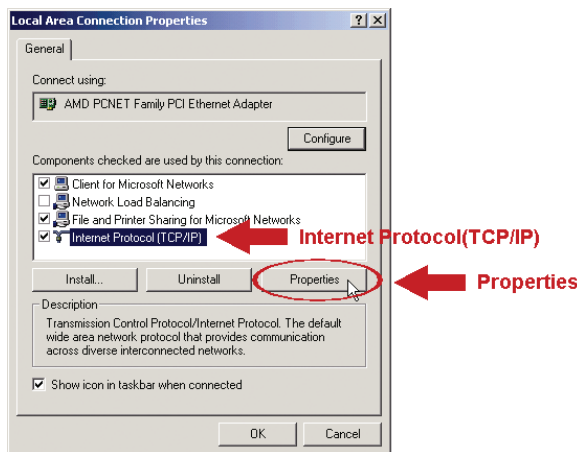 Local Area Connection Properties
General
Connect using:
AMD PCNET Family PCI Ethernet Adapter
Configure
Components checked are used by this connection:
Client for Microsoft Networks
Network Load Balancing
File and Printer Sharing for Microsoft Networks
Internet Protocol (TCP/IP)
Internet Protocol(TCP/IP)
Install...
Uninstall
Properties
Properties
Description
Transmission Control Protocol/Internet Protocol. The default
wide area network protocol that provides communication
across diverse interconnected networks.
Show icon in taskbar when connected
OK
Cancel